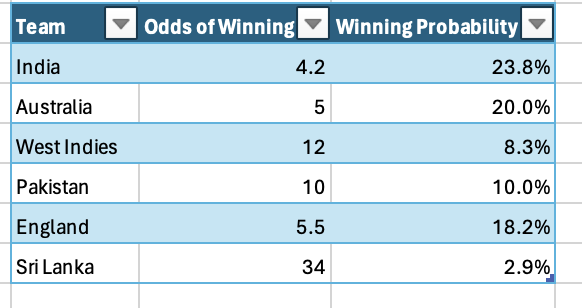 Team Odds of Winning Winning Probability
India 4.2 23.8%
Australia 5 20.0%
West Indies 12 8.3%
Pakistan 10 10.0%
England 5.5 18.2%
Sri Lanka 34 2.9%